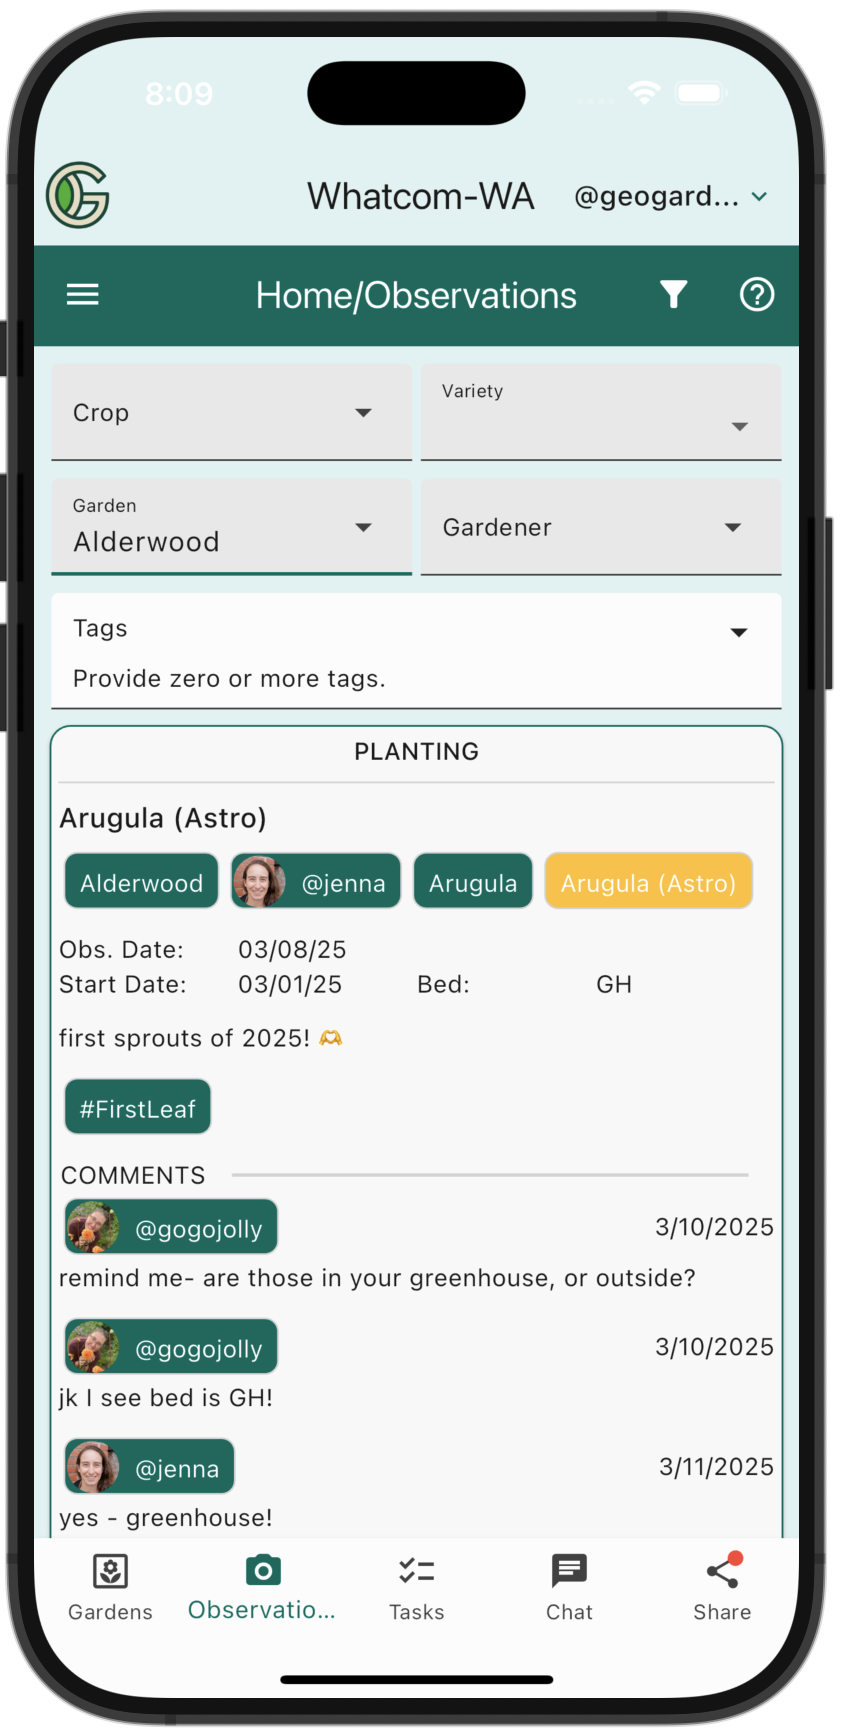 8:09
Whatcom-WA @geogard...
Home/Observations
Crop
Variety
Garden
Alderwood
Gardener
Tags
Provide zero or more tags.
PLANTING
Arugula (Astro)
Alderwood @jenna Arugula Arugula (Astro)
Obs. Date: 03/08/25
Start Date: 03/01/25 Bed: GH
first sprouts of 2025! 🫶
#FirstLeaf
COMMENTS
@gogojolly 3/10/2025
remind me- are those in your greenhouse, or outside?
@gogojolly 3/10/2025
jk I see bed is GH!
@jenna 3/11/2025
yes - greenhouse!
Gardens Observatio... Tasks Chat Share